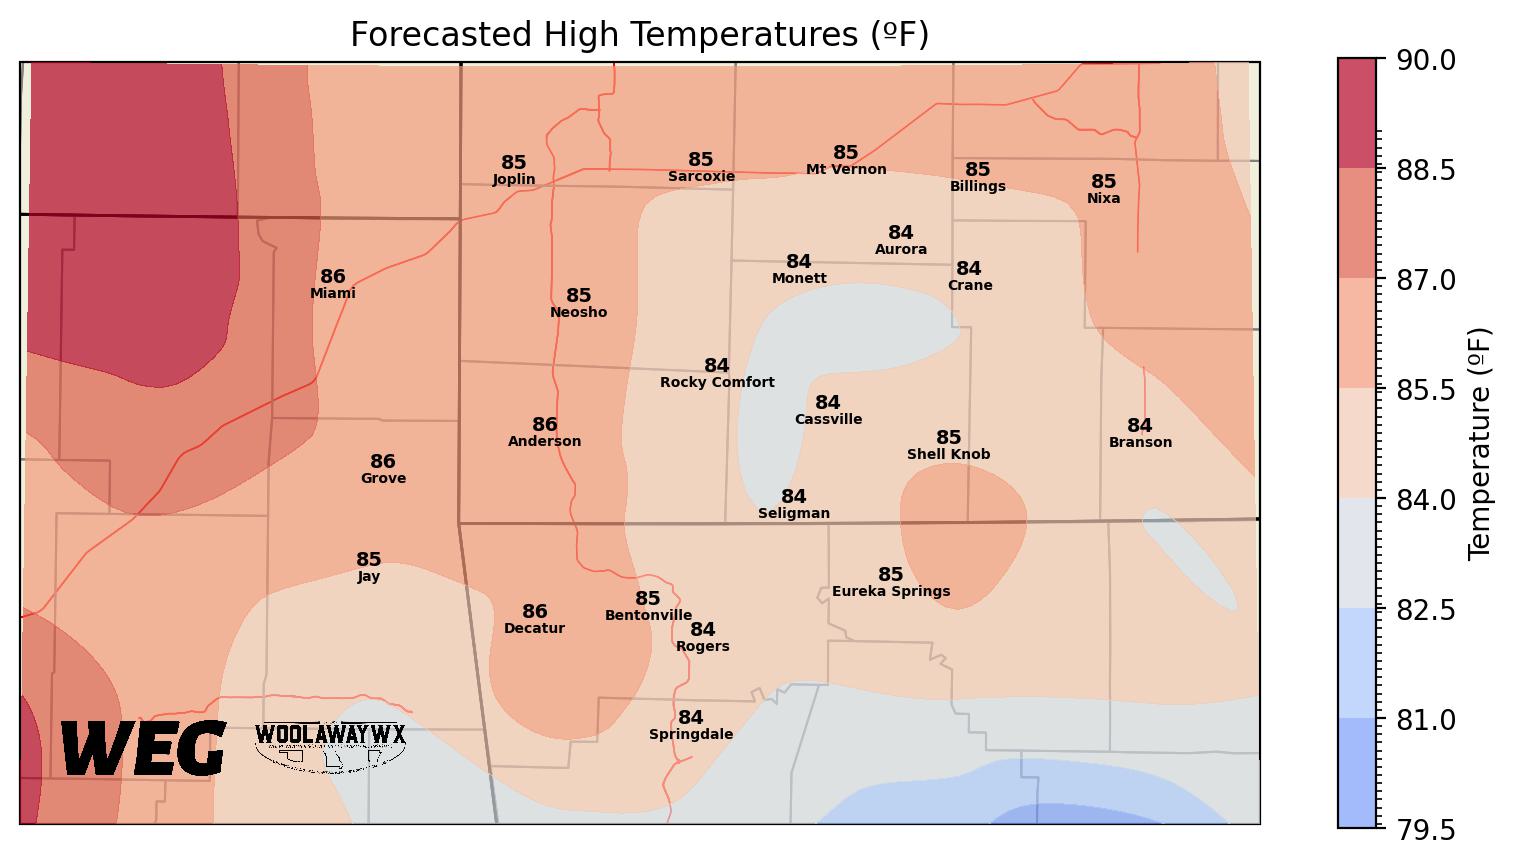 Forecasted High Temperatures (ºF)
85
Joplin
85
Sarcoxie
85
Mt Vernon
85
Billings
85
Nixa
84
Aurora
84
Monett
84
Crane
86
Miami
85
Neosho
84
Rocky Comfort
84
Cassville
86
Anderson
85
Shell Knob
84
Branson
86
Grove
84
Seligman
85
Jay
85
Eureka Springs
86
Decatur
85
Bentonville
84
Rogers
84
Springdale
WEG
WOOLAWAYWX
90.0
88.5
87.0
85.5
84.0
82.5
81.0
79.5
Temperature (ºF)